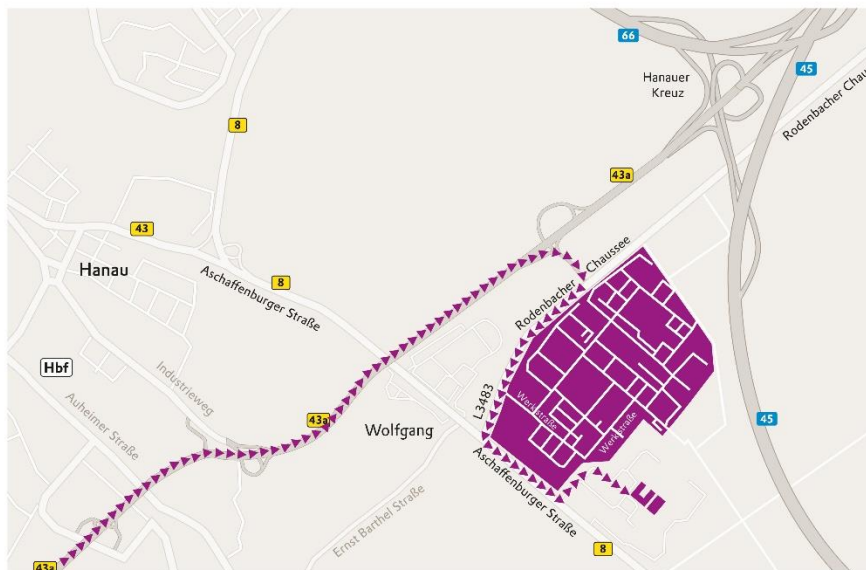 66
45
Hanauer
Kreuz
Rodenbacher Chau
8
43a
43
Hanau
Aschaffenburger Straße
8
Rodenbacher Chaussee
Hbf
Industrieweg
Auheimer Straße
43a
Wolfgang
L3483
Werkstraße
Werkstraße
45
Aschaffenburger Straße
Ernst Barthel Straße
8
43a